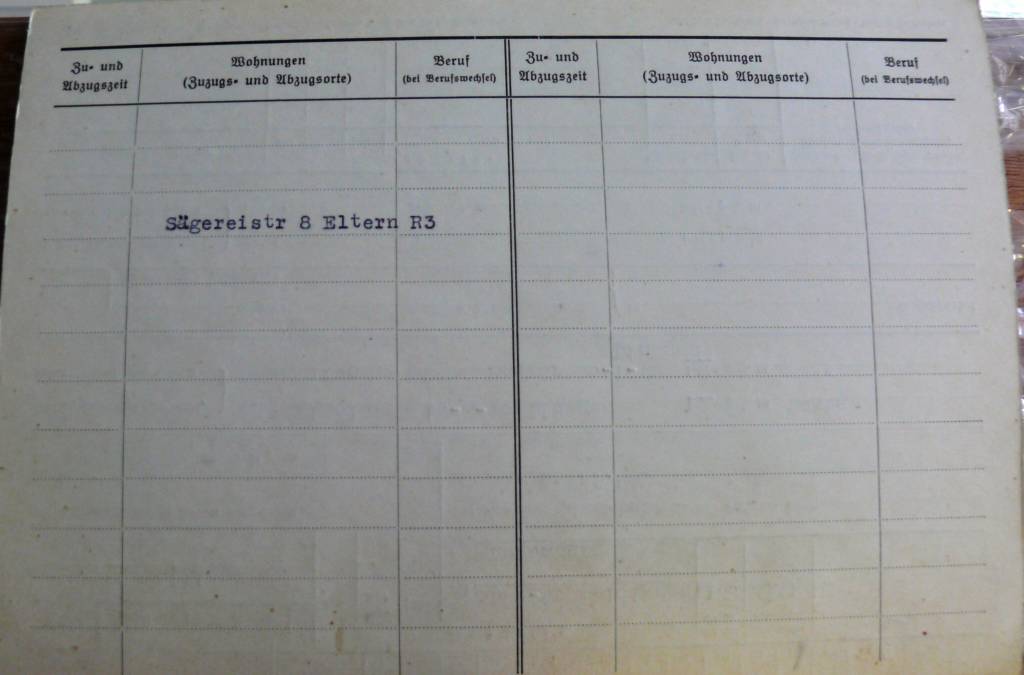 Zu- und Abzugszeit
Wohnungen
(Zuzugs- und Abzugsorte)
Beruf
(bei Berufswechsel)
Zu- und Abzugszeit
Wohnungen
(Zuzugs- und Abzugsorte)
Beruf
(bei Berufswechsel)
Sägereistr 8 Eltern R3